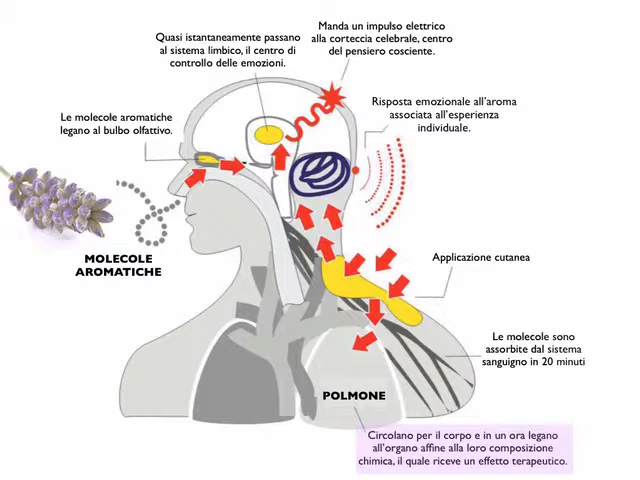 Manda un impulso elettrico
alla corteccia celebrale, centro
del pensiero cosciente.
Quasi istantaneamente passano
al sistema limbico, il centro di
controllo delle emozioni.
Risposta emozionale all'aroma
associata all'esperienza
individuale.
Le molecole aromatiche
legano al bulbo olfattivo.
MOLECOLE
AROMATICHE
Applicazione cutanea
Le molecole sono
assorbite dal sistema
sanguigno in 20 minuti
POLMONE
Circolano per il corpo e in un ora legano
all'organo affine alla loro composizione
chimica, il quale riceve un effetto terapeutico.